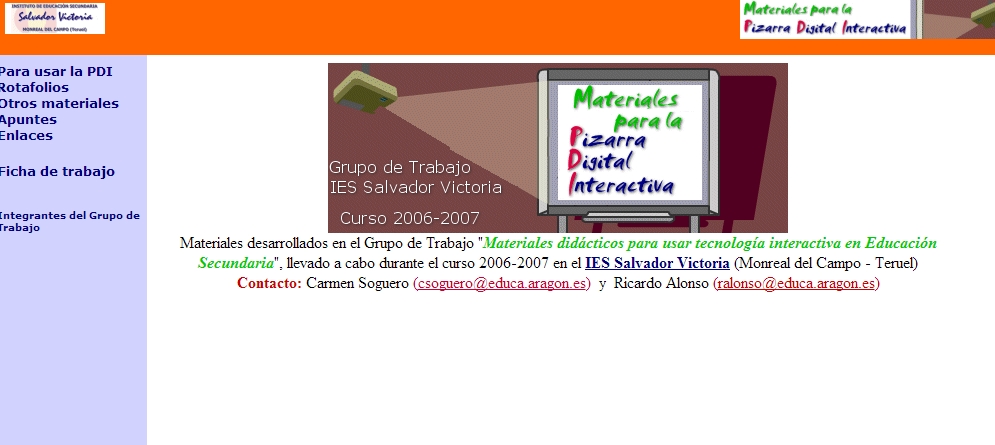 INSTITUTO DE EDUCACIÓN SECUNDARIA
Salvador Victoria
MONREAL DEL CAMPO (Teruel)
Materiales para la
Pizarra Digital Interactiva
Para usar la PDI
Rotafolios
Otros materiales
Apuntes
Enlaces
Ficha de trabajo
Integrantes del Grupo de
Trabajo
Grupo de Trabajo
IES Salvador Victoria
Curso 2006-2007
Materiales
para la
Pizarra
Digital
Interactiva
Materiales desarrollados en el Grupo de Trabajo "Materiales didácticos para usar tecnología interactiva en Educación
Secundaria", llevado a cabo durante el curso 2006-2007 en el IES Salvador Victoria (Monreal del Campo - Teruel)
Contacto: Carmen Soguero (csoguero@educa.aragon.es) y Ricardo Alonso (ralonso@educa.aragon.es)